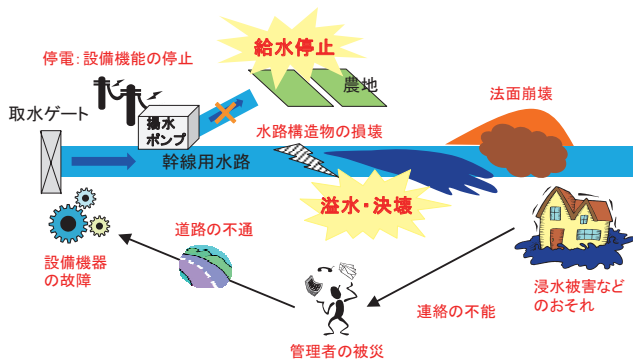 給水停止
停電：設備機能の停止
農地
法面崩壊
取水ゲート
揚水
ポンプ
水路構造物の損壊
幹線用水路
溢水・決壊
道路の不通
設備機器
の故障
連絡の不能
浸水被害など
のおそれ
管理者の被災